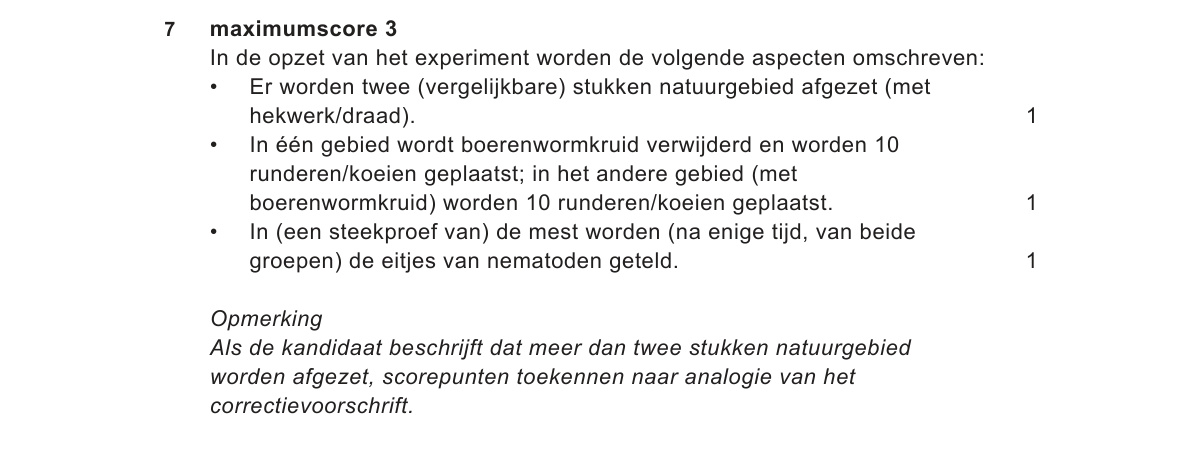 7 maximumscore 3
In de opzet van het experiment worden de volgende aspecten omschreven:
• Er worden twee (vergelijkbare) stukken natuurgebied afgezet (met
hekwerk/draad). 1
• In één gebied wordt boerenwormkruid verwijderd en worden 10
runderen/koeien geplaatst; in het andere gebied (met
boerenwormkruid) worden 10 runderen/koeien geplaatst. 1
• In (een steekproef van) de mest worden (na enige tijd, van beide
groepen) de eitjes van nematoden geteld. 1
Opmerking
Als de kandidaat beschrijft dat meer dan twee stukken natuurgebied
worden afgezet, scorepunten toekennen naar analogie van het
correctievoorschrift.